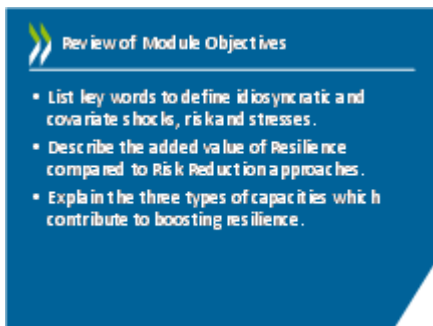 Review of Module Objectives
• List key words to define idiosyncratic and
covariate shocks, risk and stresses.
• Describe the added value of Resilience
compared to Risk Reduction approaches.
• Explain the three types of capacities which
contribute to boosting resilience.